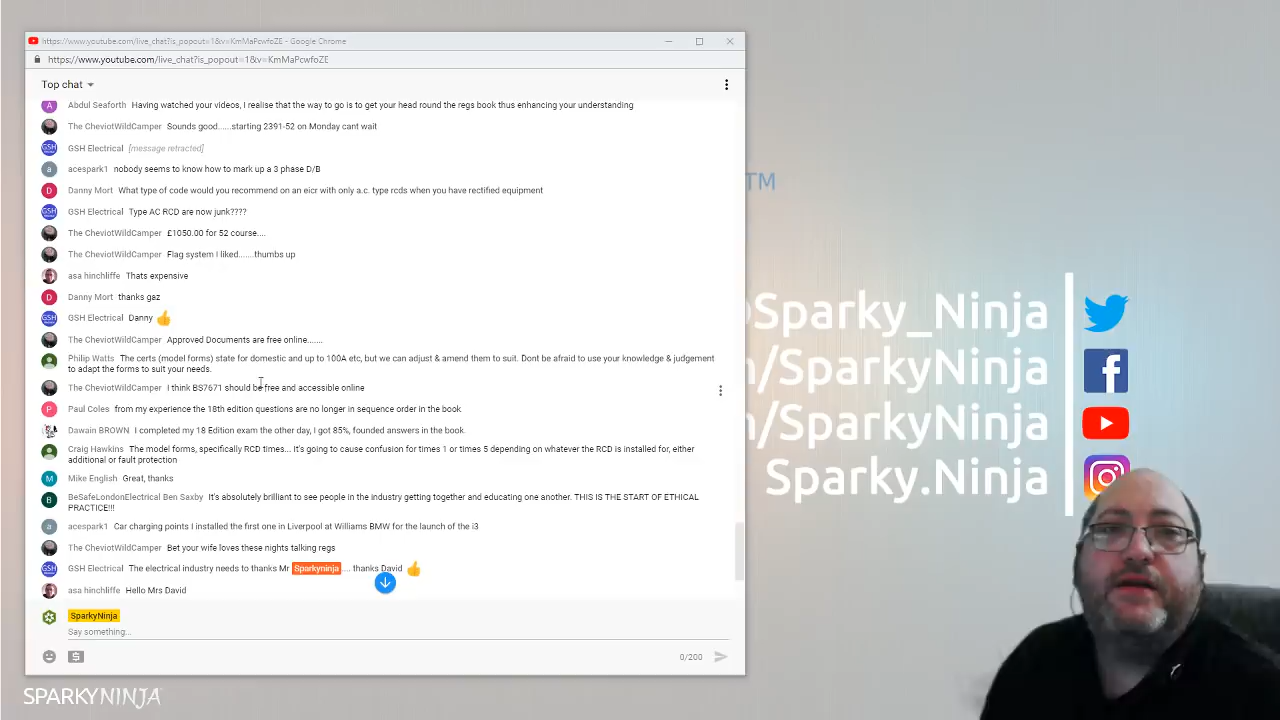 https://www.youtube.com/live_chat?is_popout=1&v=KmMaPcwfoZE - Google Chrome
https://www.youtube.com/live_chat?is_popout=1&v=KmMaPcwfoZE
Top chat
A Abdul Seaforth Having watched your videos, I realise that the way to go is to get your head round the regs book thus enhancing your understanding
The CheviotWildCamper Sounds good......starting 2391-52 on Monday cant wait
GSH GSH Electrical [message retracted]
a acespark1 nobody seems to know how to mark up a 3 phase D/B
D Danny Mort What type of code would you recommend on an eicr with only a.c. type rcds when you have rectified equipment
GSH GSH Electrical Type AC RCD are now junk????
The CheviotWildCamper £1050.00 for 52 course....
The CheviotWildCamper Flag system I liked.......thumbs up
asa hinchliffe Thats expensive
D Danny Mort thanks gaz
GSH GSH Electrical Danny 👍
The CheviotWildCamper Approved Documents are free online.......
Philip Watts The certs (model forms) state for domestic and up to 100A etc, but we can adjust & amend them to suit. Dont be afraid to use your knowledge & judgement
to adapt the forms to suit your needs.
The CheviotWildCamper I think BS7671 should be free and accessible online
P Paul Coles from my experience the 18th edition questions are no longer in sequence order in the book
Dawain BROWN I completed my 18 Edition exam the other day, I got 85%, founded answers in the book.
Craig Hawkins The model forms, specifically RCD times... It's going to cause confusion for times 1 or times 5 depending on whatever the RCD is installed for, either
additional or fault protection
M Mike English Great, thanks
B BeSafeLondonElectrical Ben Saxby It's absolutely brilliant to see people in the industry getting together and educating one another. THIS IS THE START OF ETHICAL
PRACTICE!!!
a acespark1 Car charging points I installed the first one in Liverpool at Williams BMW for the launch of the i3
The CheviotWildCamper Bet your wife loves these nights talking regs
GSH GSH Electrical The electrical industry needs to thanks Mr Sparkyninja .... thanks David 👍
asa hinchliffe Hello Mrs David
SparkyNinja
Say something...
0/200
TM
Sparky_Ninja
/SparkyNinja
/SparkyNinja
Sparky.Ninja
SPARKYNINJA